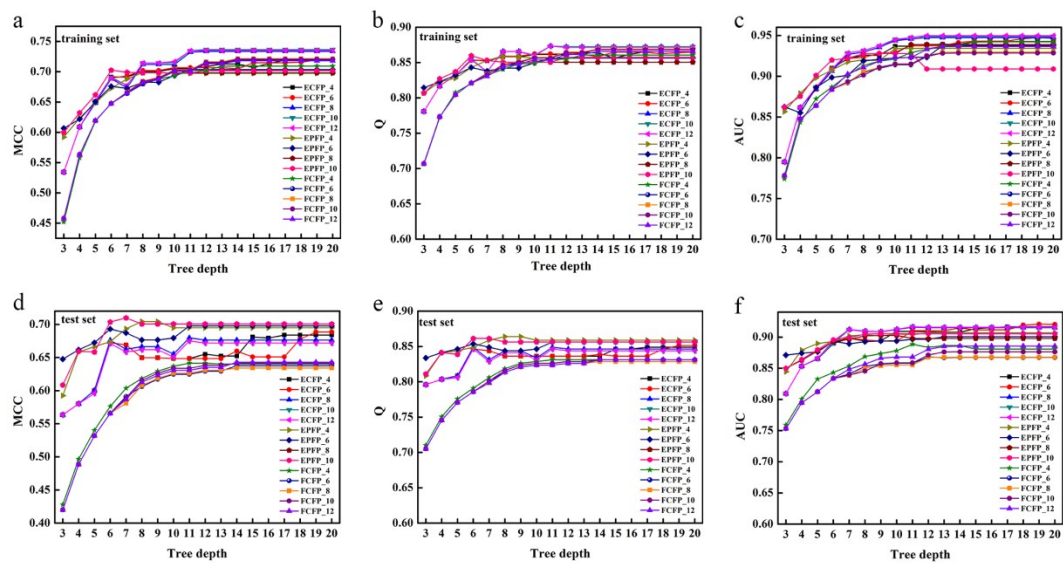 a
training set
MCC
0.75
0.70
0.65
0.60
0.55
0.50
0.45
ECFP_4
ECFP_6
ECFP_8
ECFP_10
ECFP_12
EPFP_4
EPFP_6
EPFP_8
EPFP_10
FCFP_4
FCFP_6
FCFP_8
FCFP_10
FCFP_12
3 4 5 6 7 8 9 10 11 12 13 14 15 16 17 18 19 20
Tree depth
b
training set
Q
0.90
0.85
0.80
0.75
0.70
0.65
0.60
ECFP_4
ECFP_6
ECFP_8
ECFP_10
ECFP_12
EPFP_4
EPFP_6
EPFP_8
EPFP_10
FCFP_4
FCFP_6
FCFP_8
FCFP_10
FCFP_12
3 4 5 6 7 8 9 10 11 12 13 14 15 16 17 18 19 20
Tree depth
c
training set
AUC
0.95
0.90
0.85
0.80
0.75
0.70
ECFP_4
ECFP_6
ECFP_8
ECFP_10
ECFP_12
EPFP_4
EPFP_6
EPFP_8
EPFP_10
FCFP_4
FCFP_6
FCFP_8
FCFP_10
FCFP_12
3 4 5 6 7 8 9 10 11 12 13 14 15 16 17 18 19 20
Tree depth
d
test set
MCC
0.70
0.65
0.60
0.55
0.50
0.45
0.40
ECFP_4
ECFP_6
ECFP_8
ECFP_10
ECFP_12
EPFP_4
EPFP_6
EPFP_8
EPFP_10
FCFP_4
FCFP_6
FCFP_8
FCFP_10
FCFP_12
3 4 5 6 7 8 9 10 11 12 13 14 15 16 17 18 19 20
Tree depth
e
test set
Q
0.90
0.85
0.80
0.75
0.70
0.65
0.60
ECFP_4
ECFP_6
ECFP_8
ECFP_10
ECFP_12
EPFP_4
EPFP_6
EPFP_8
EPFP_10
FCFP_4
FCFP_6
FCFP_8
FCFP_10
FCFP_12
3 4 5 6 7 8 9 10 11 12 13 14 15 16 17 18 19 20
Tree depth
f
test set
AUC
0.95
0.90
0.85
0.80
0.75
0.70
0.65
0.60
ECFP_4
ECFP_6
ECFP_8
ECFP_10
ECFP_12
EPFP_4
EPFP_6
EPFP_8
EPFP_10
FCFP_4
FCFP_6
FCFP_8
FCFP_10
FCFP_12
3 4 5 6 7 8 9 10 11 12 13 14 15 16 17 18 19 20
Tree depth